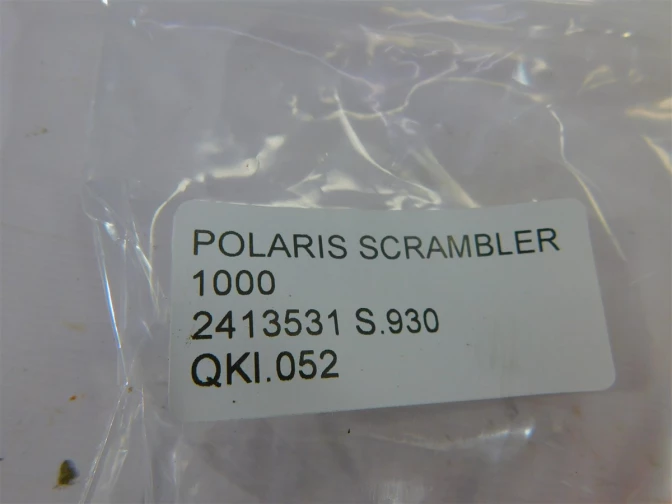 POLARIS SCRAMBLER
1000
2413531 S.930
QKI.052